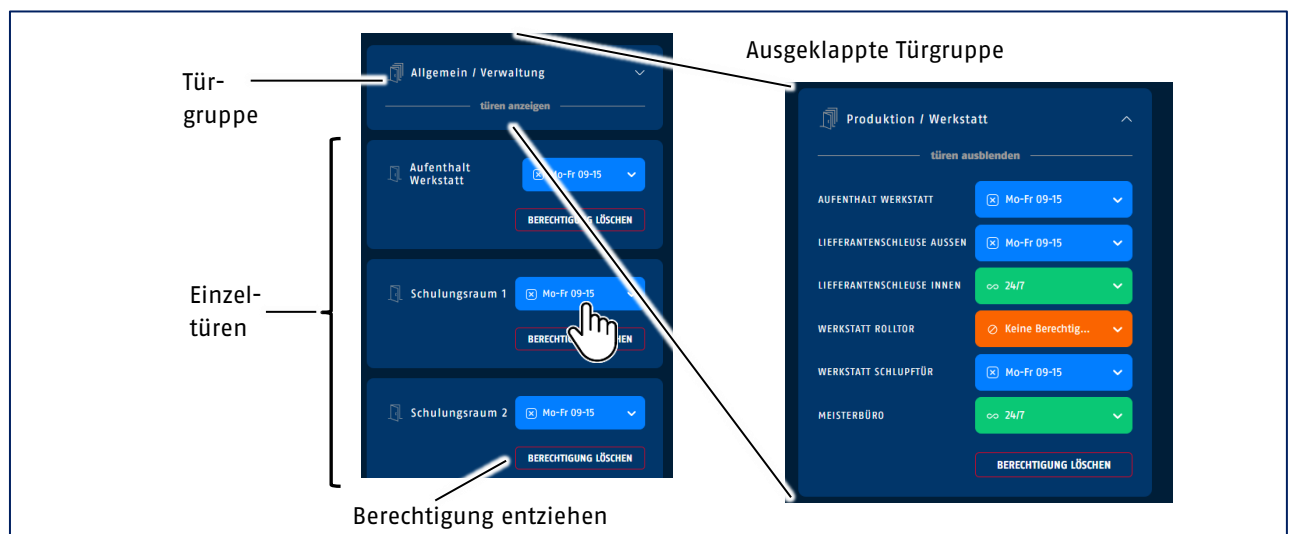 Ausgeklappte Türgruppe
Tür-
gruppe
Allgemein / Verwaltung
türen anzeigen
Einzel-
türen
Aufenthalt
Werkstatt
Mo-Fr 09-15
BERECHTIGUNG LÖSCHEN
Schulungsraum 1
Mo-Fr 09-15
BERECHTIGUNG LÖSCHEN
Schulungsraum 2
Mo-Fr 09-15
BERECHTIGUNG LÖSCHEN
Berechtigung entziehen
Produktion / Werkstatt
türen ausblenden
AUFENTHALT WERKSTATT Mo-Fr 09-15
LIEFERANTENSCHLEUSE AUSSEN Mo-Fr 09-15
LIEFERANTENSCHLEUSE INNEN 24/7
WERKSTATT ROLLTOR Keine Berechtig...
WERKSTATT SCHLUPFTÜR Mo-Fr 09-15
MEISTERBÜRO 24/7
BERECHTIGUNG LÖSCHEN